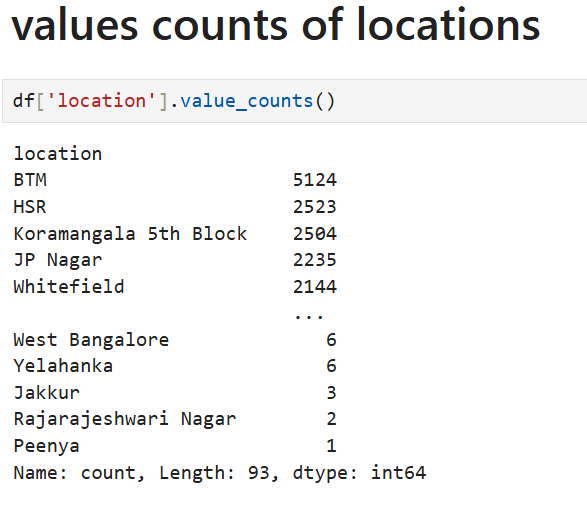 values counts of locations
df['location'].value_counts()
location
BTM 5124
HSR 2523
Koramangala 5th Block 2504
JP Nagar 2235
Whitefield 2144
...
West Bangalore 6
Yelahanka 6
Jakkur 3
Rajarajeshwari Nagar 2
Peenya 1
Name: count, Length: 93, dtype: int64